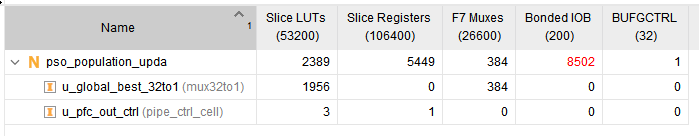 Name 1 Slice LUTs (53200) Slice Registers (106400) F7 Muxes (26600) Bonded IOB (200) BUFGCTRL (32)
N pso_population_upda 2389 5449 384 8502 1
I u_global_best_32to1 (mux32to1) 1956 0 384 0 0
I u_pfc_out_ctrl (pipe_ctrl_cell) 3 1 0 0 0